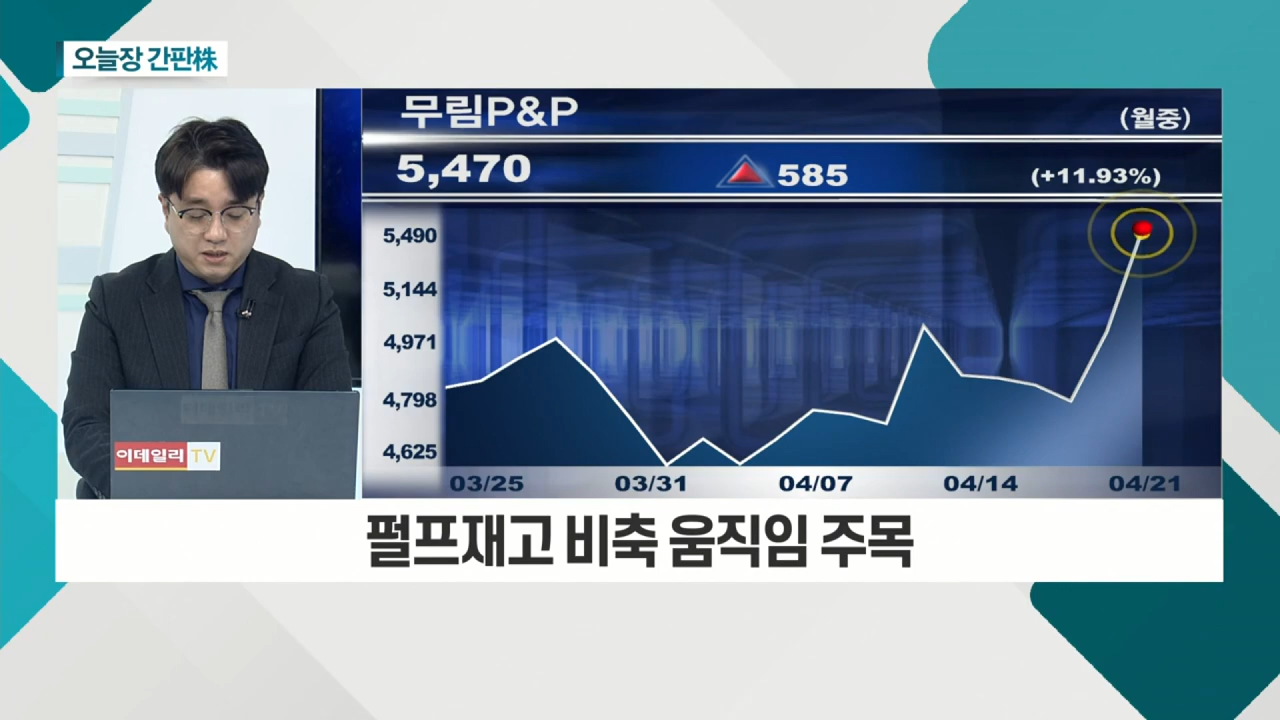 오늘장 간판株
무림P&P (월중)
5,470 ▲ 585 (+11.93%)
5,490
5,144
4,971
4,798
4,625
03/25 03/31 04/07 04/14 04/21
이데일리 TV
펄프재고 비축 움직임 주목